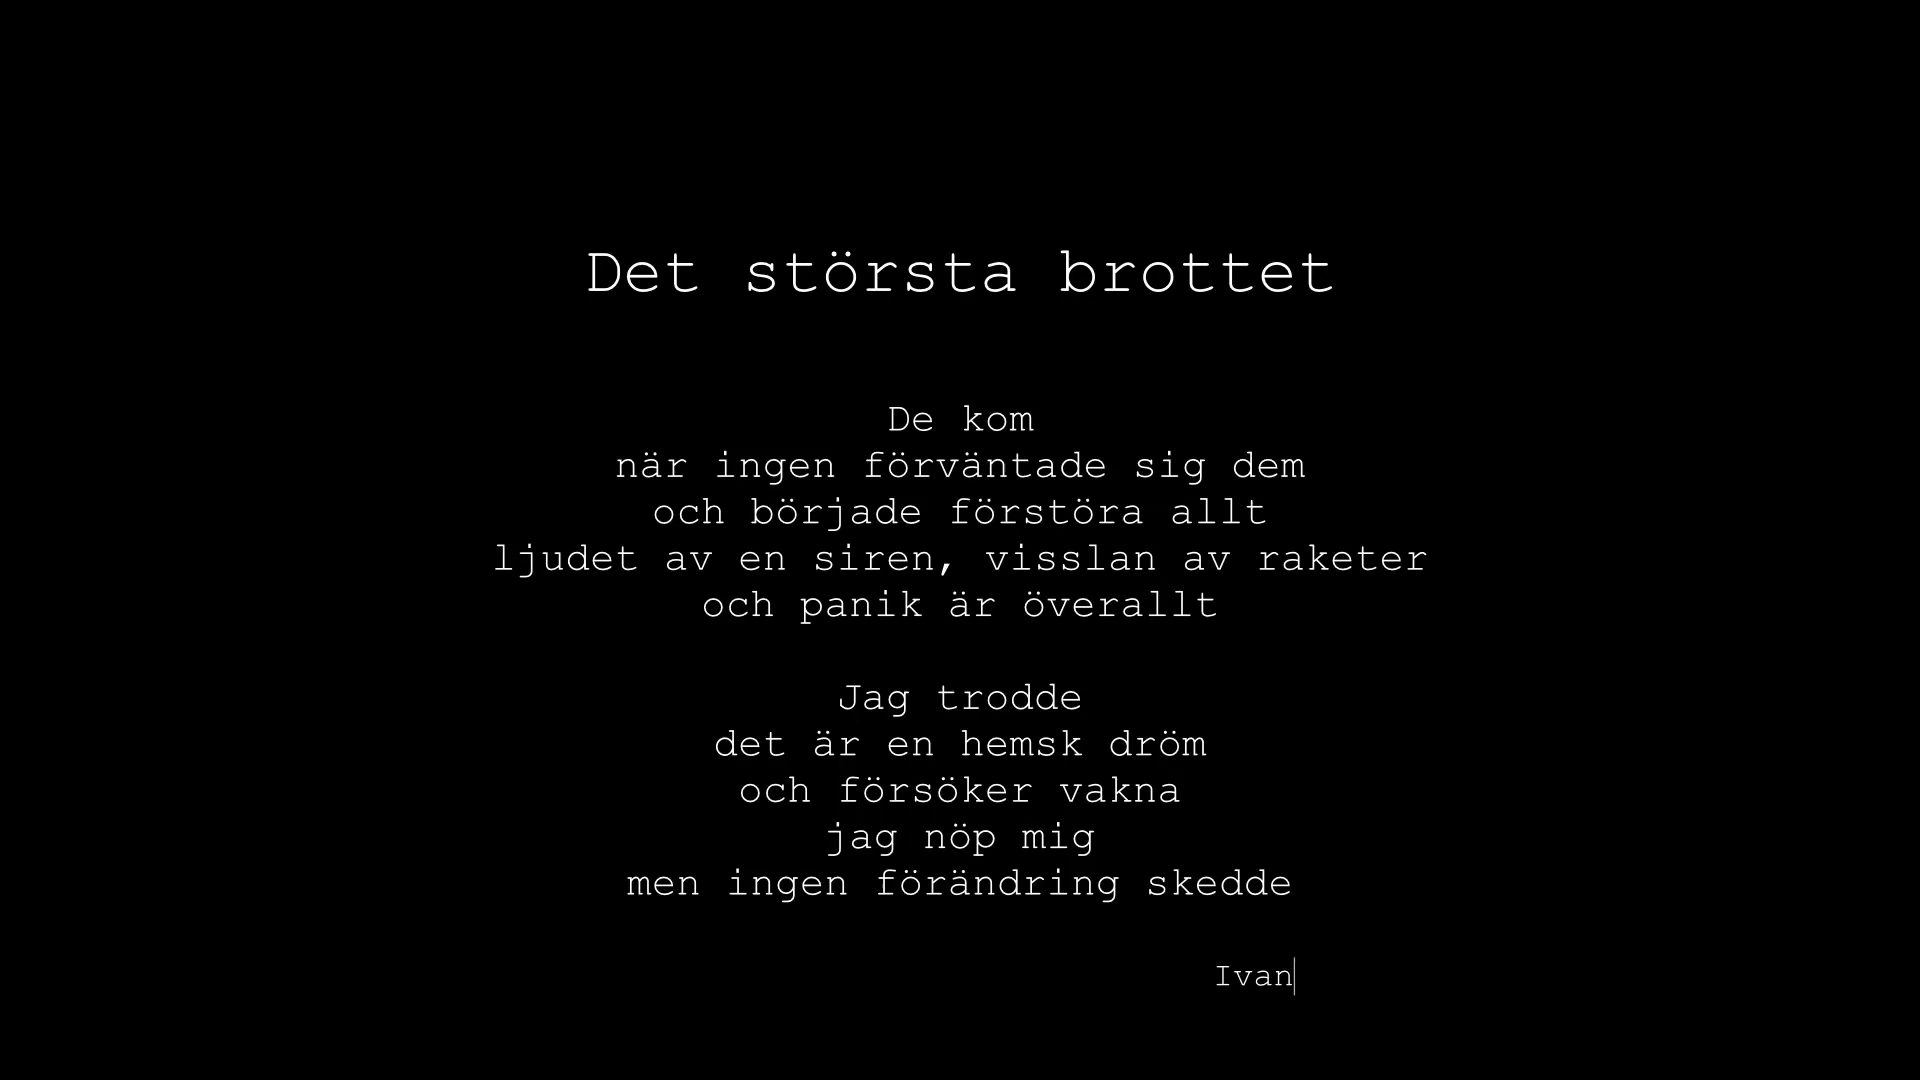 Det största brottet
De kom
när ingen förväntade sig dem
och började förstöra allt
ljudet av en siren, visslan av raketer
och panik är överallt
Jag trodde
det är en hemsk dröm
och försöker vakna
jag nöp mig
men ingen förändring skedde
Ivan